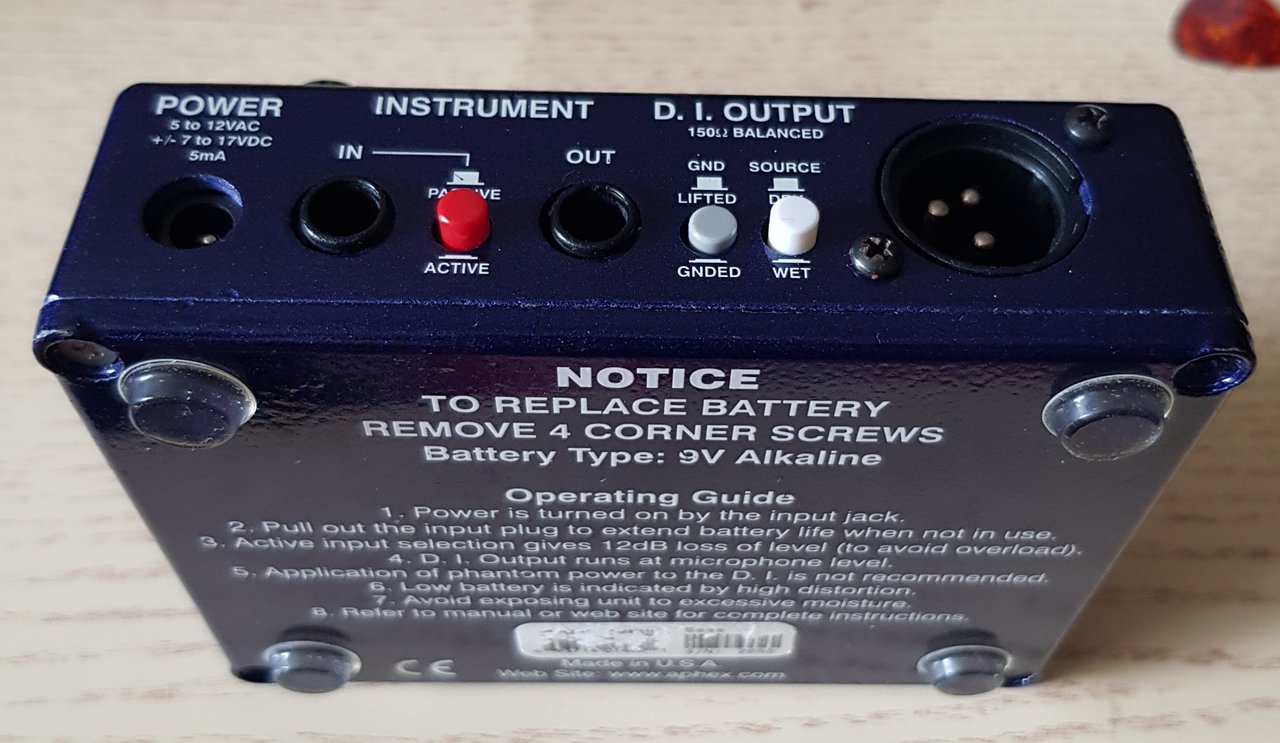 POWER
5 to 12VAC
+/- 7 to 17VDC
5mA
INSTRUMENT
IN
ACTIVE
OUT
D. I. OUTPUT
150Ω BALANCED
GND
LIFTED
GNDED
SOURCE
WET
NOTICE
TO REPLACE BATTERY
REMOVE 4 CORNER SCREWS
Battery Type: 9V Alkaline
Operating Guide
1. Power is turned on by the input jack.
2. Pull out the input plug to extend battery life when not in use.
3. Active input selection gives 12dB loss of level (to avoid overload).
4. D. I. Output runs at microphone level.
5. Application of phantom power to the D. I. is not recommended.
6. Low battery is indicated by high distortion.
7. Avoid exposing unit to excessive moisture.
8. Refer to manual or web site for complete instructions.
CE
Made in U.S.A
Web Site: www.aphex.com